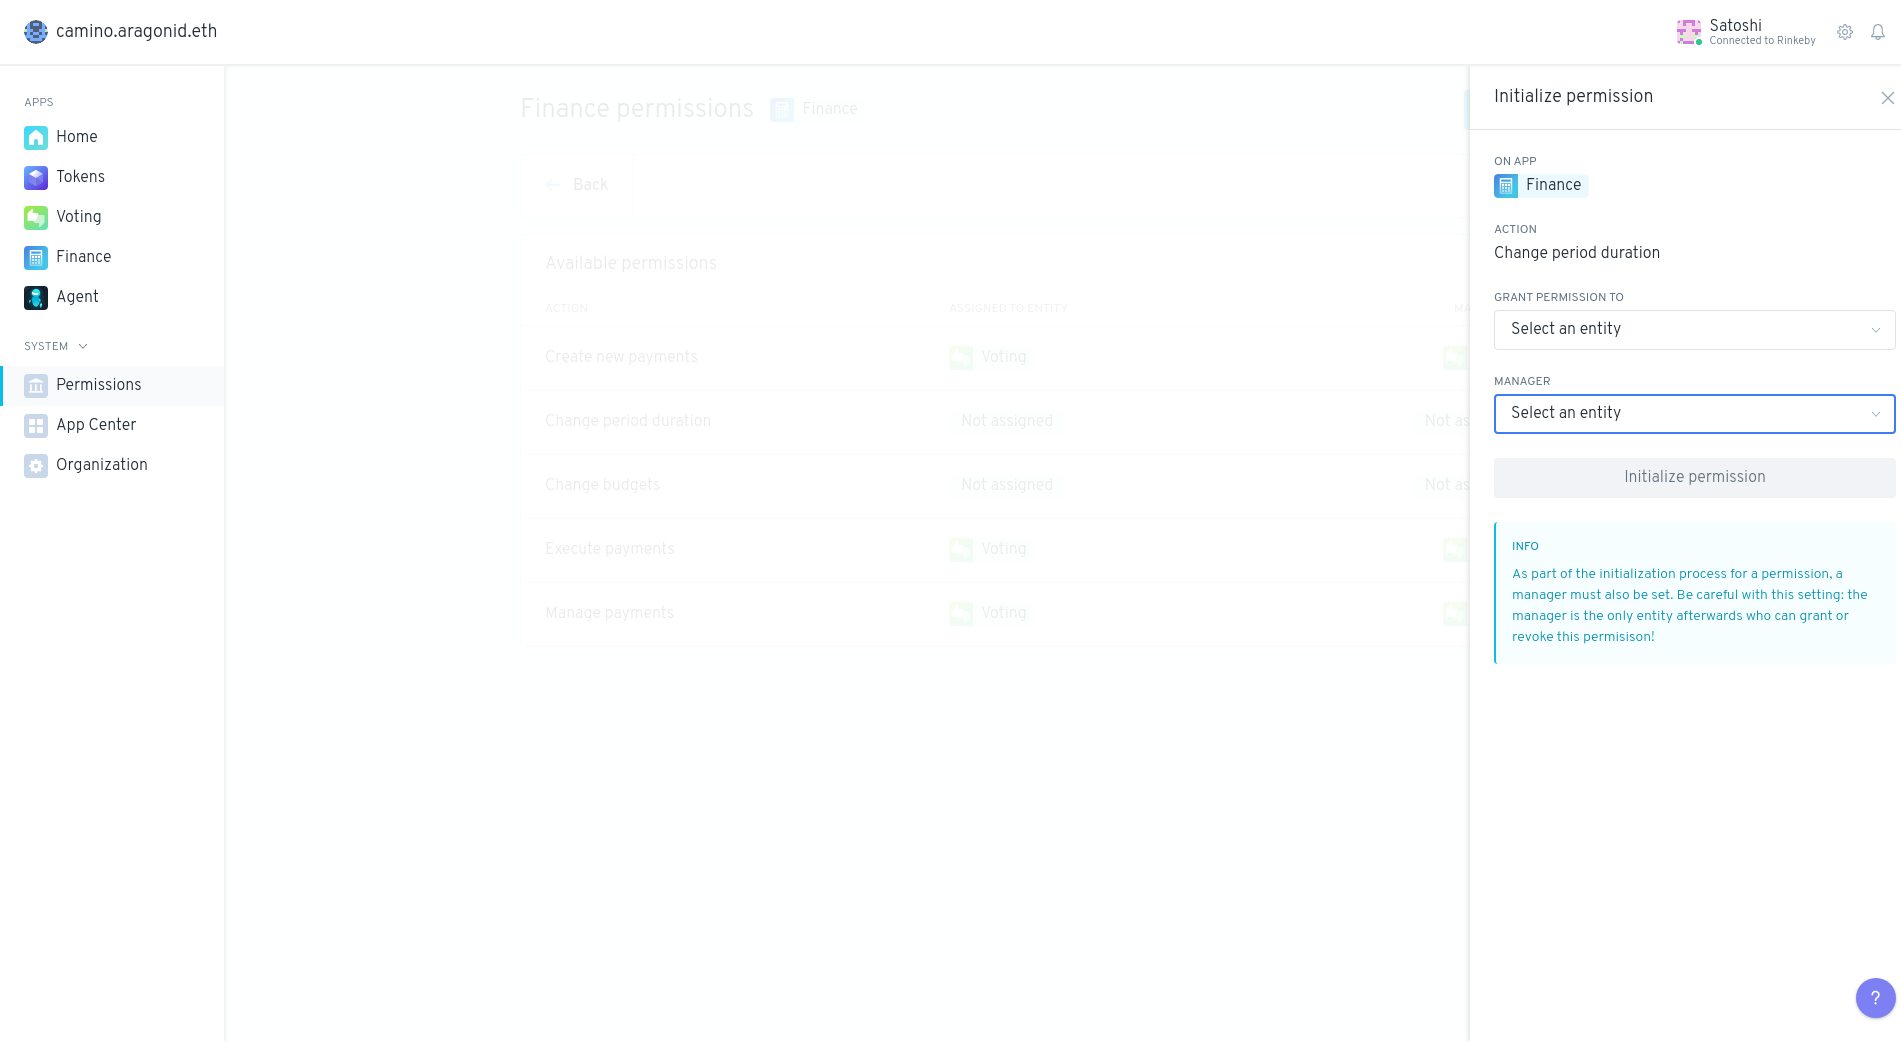 camino.aragonid.eth
Satoshi
Connected to Rinkeby
APPS
Home
Tokens
Voting
Finance
Agent
SYSTEM
Permissions
App Center
Organization
Finance permissions
Finance
Back
Available permissions
ACTION ASSIGNED TO ENTITY MA
Create new payments Voting
Change period duration Not assigned Not as
Change budgets Not assigned Not as
Execute payments Voting
Manage payments Voting
Initialize permission
ON APP
Finance
ACTION
Change period duration
GRANT PERMISSION TO
Select an entity
MANAGER
Select an entity
Initialize permission
INFO
As part of the initialization process for a permission, a
manager must also be set. Be careful with this setting: the
manager is the only entity afterwards who can grant or
revoke this permisison!
?